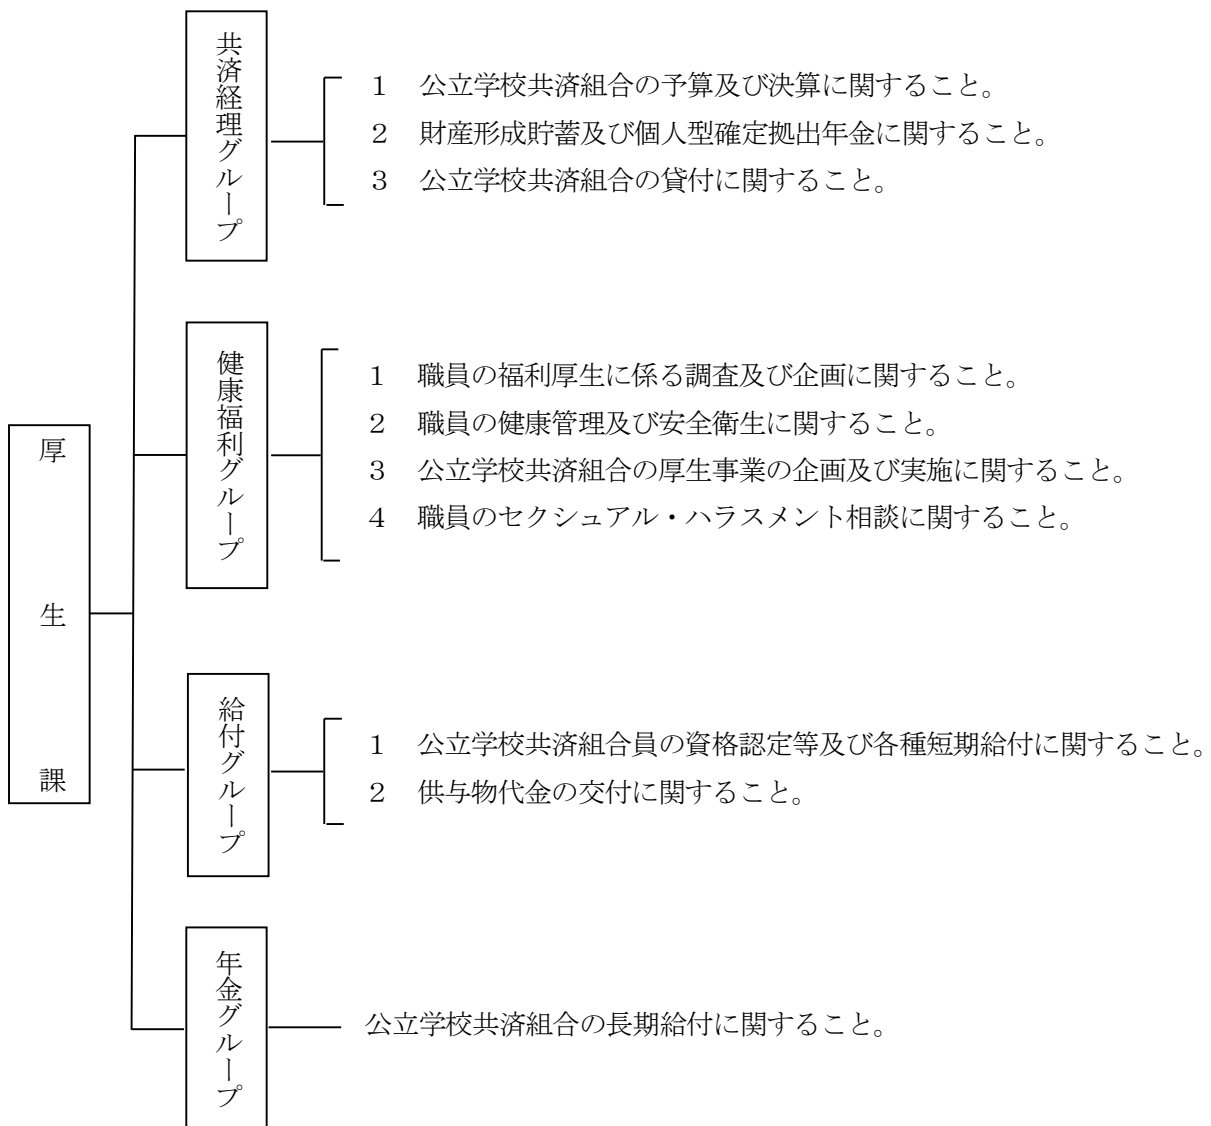 厚生課
共済経理グループ
１　公立学校共済組合の予算及び決算に関すること。
２　財産形成貯蓄及び個人型確定拠出年金に関すること。
３　公立学校共済組合の貸付に関すること。
健康福利グループ
１　職員の福利厚生に係る調査及び企画に関すること。
２　職員の健康管理及び安全衛生に関すること。
３　公立学校共済組合の厚生事業の企画及び実施に関すること。
４　職員のセクシュアル・ハラスメント相談に関すること。
給付グループ
１　公立学校共済組合員の資格認定等及び各種短期給付に関すること。
２　供与物代金の交付に関すること。
年金グループ
公立学校共済組合の長期給付に関すること。